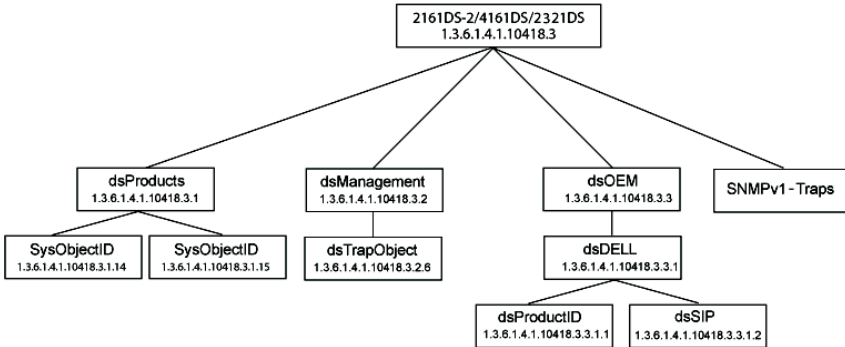 2161DS-2/4161DS/2321DS
1.3.6.1.4.1.10418.3
dsProducts
1.3.6.1.4.1.10418.3.1
dsManagement
1.3.6.1.4.1.10418.3.2
dsOEM
1.3.6.1.4.1.10418.3.3
SNMPv1-Traps
SysObjectID
1.3.6.1.4.1.10418.3.1.14
SysObjectID
1.3.6.1.4.1.10418.3.1.15
dsTrapObject
1.3.6.1.4.1.10418.3.2.6
dsDELL
1.3.6.1.4.1.10418.3.3.1
dsProductID
1.3.6.1.4.1.10418.3.3.1.1
dsSIP
1.3.6.1.4.1.10418.3.3.1.2